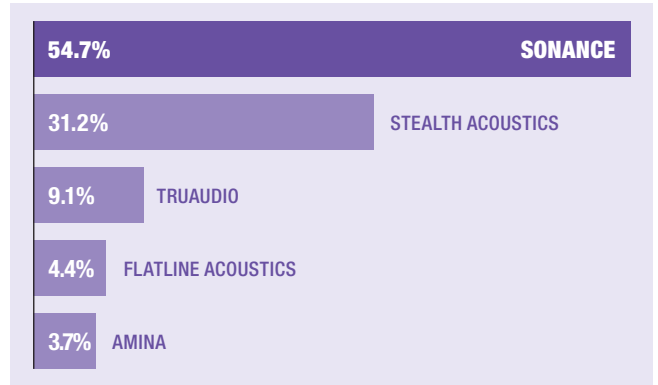 54.7% SONANCE
31.2% STEALTH ACOUSTICS
9.1% TRUAUDIO
4.4% FLATLINE ACOUSTICS
3.7% AMINA